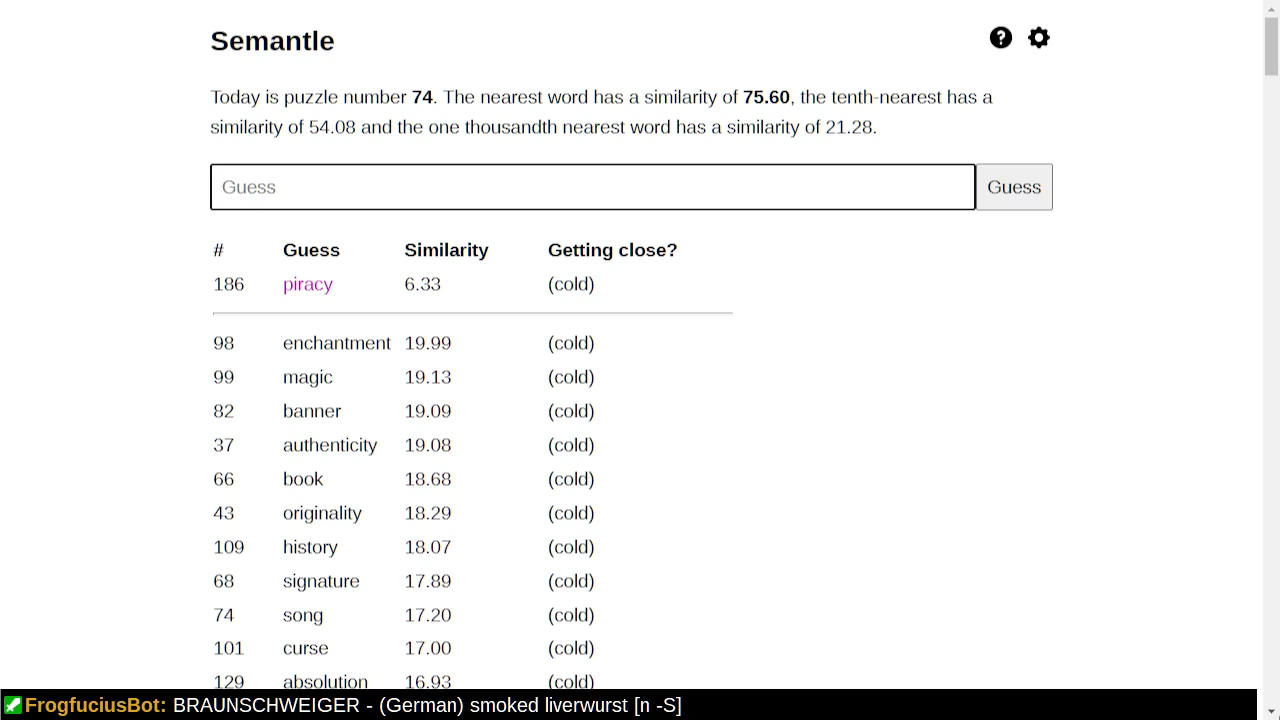 Semantle
Today is puzzle number 74. The nearest word has a similarity of 75.60, the tenth-nearest has a
similarity of 54.08 and the one thousandth nearest word has a similarity of 21.28.
Guess Guess
# Guess Similarity Getting close?
186 piracy 6.33 (cold)
98 enchantment 19.99 (cold)
99 magic 19.13 (cold)
82 banner 19.09 (cold)
37 authenticity 19.08 (cold)
66 book 18.68 (cold)
43 originality 18.29 (cold)
109 history 18.07 (cold)
68 signature 17.89 (cold)
74 song 17.20 (cold)
101 curse 17.00 (cold)
129 absolution 16.93 (cold)
FrogfuciusBot: BRAUNSCHWEIGER - (German) smoked liverwurst [n -S]